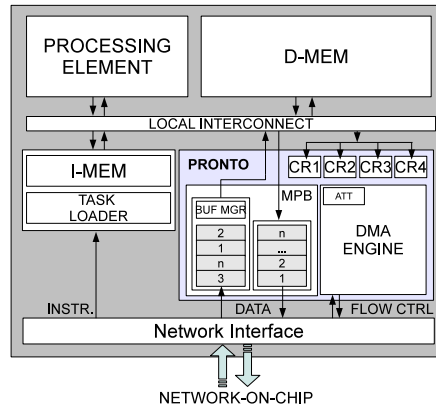 PROCESSING
ELEMENT
D-MEM
LOCAL INTERCONNECT
I-MEM
TASK
LOADER
PRONTO
CR1 CR2 CR3 CR4
MPB
BUF MGR
2
1
n
3
n
...
2
1
ATT
DMA
ENGINE
INSTR.
DATA
FLOW CTRL
Network Interface
NETWORK-ON-CHIP